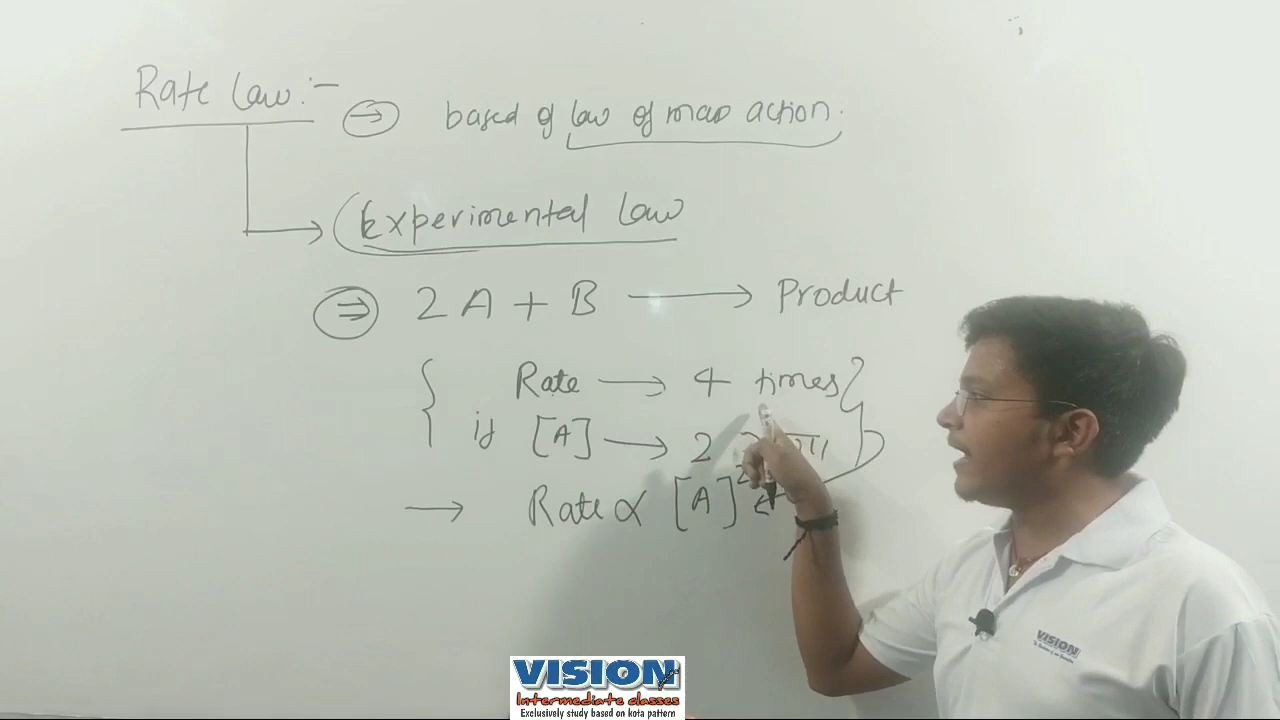 Rate Law :-
⇒ based of law of mass action.
Experimental Law
⇒ 2A + B ⟶ Product
Rate ⟶ 4 times
if [A] ⟶ 2
⟶ Rate ∝ [A]²
VISION
VISION
Intermediate classes
Exclusively study based on kota pattern